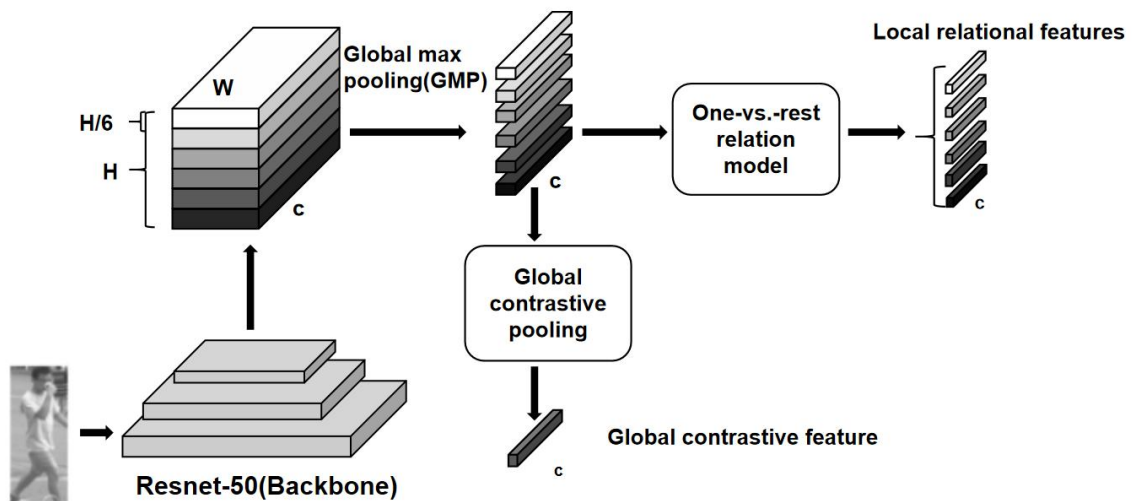 Local relational features
Global max
pooling(GMP)
W
H/6
H
c
One-vs.-rest
relation
model
c
c
Global
contrastive
pooling
Global contrastive feature
c
Resnet-50(Backbone)